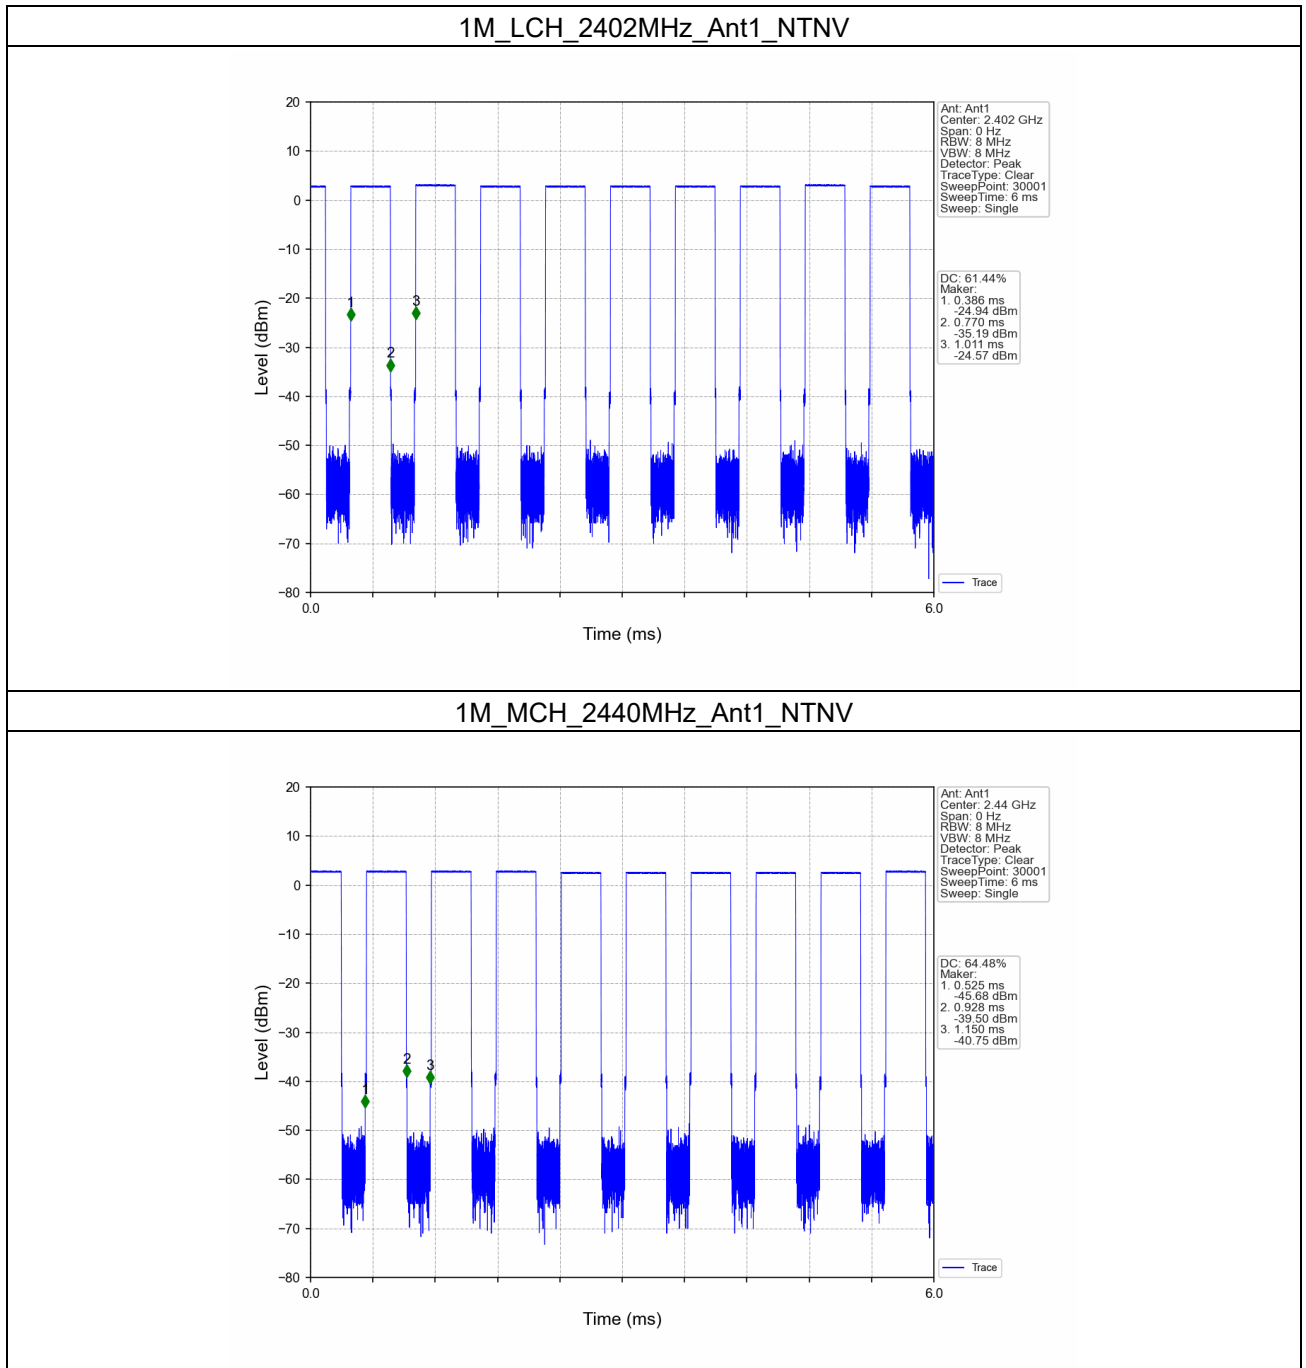 1M_LCH_2402MHz_Ant1_NTNV
20
10
0
−10
−20
−30
−40
−50
−60
−70
−80
Level (dBm)
0.0
6.0
Time (ms)
1
2
3
Ant: Ant1
Center: 2.402 GHz
Span: 0 Hz
RBW: 8 MHz
VBW: 8 MHz
Detector: Peak
TraceType: Clear
SweepPoint: 30001
SweepTime: 6 ms
Sweep: Single
DC: 61.44%
Maker:
1. 0.386 ms
-24.94 dBm
2. 0.770 ms
-35.19 dBm
3. 1.011 ms
-24.57 dBm
Trace
1M_MCH_2440MHz_Ant1_NTNV
20
10
0
−10
−20
−30
−40
−50
−60
−70
−80
Level (dBm)
0.0
6.0
Time (ms)
1
2
3
Ant: Ant1
Center: 2.44 GHz
Span: 0 Hz
RBW: 8 MHz
VBW: 8 MHz
Detector: Peak
TraceType: Clear
SweepPoint: 30001
SweepTime: 6 ms
Sweep: Single
DC: 64.48%
Maker:
1. 0.525 ms
-45.68 dBm
2. 0.928 ms
-39.50 dBm
3. 1.150 ms
-40.75 dBm
Trace